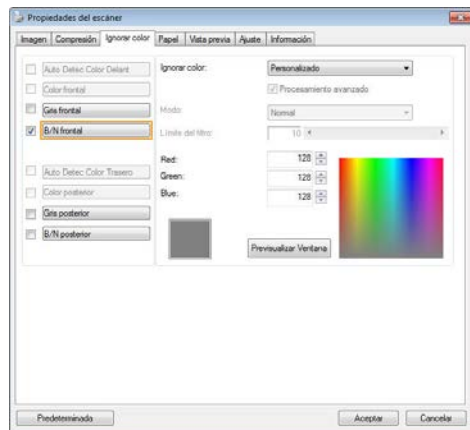 Propiedades del escáner
Imagen Compresión Ignorar color Papel Vista previa Ajuste Información
Auto Detec Color Delant
Color frontal
Gris frontal
B/N frontal
Auto Detec Color Trasero
Color posterior
Gris posterior
B/N posterior
Ignorar color: Personalizado
Procesamiento avanzado
Modo: Normal
Límite del filtro: 10
Red: 128
Green: 128
Blue: 128
Previsualizar Ventana
Predeterminado Aceptar Cancelar